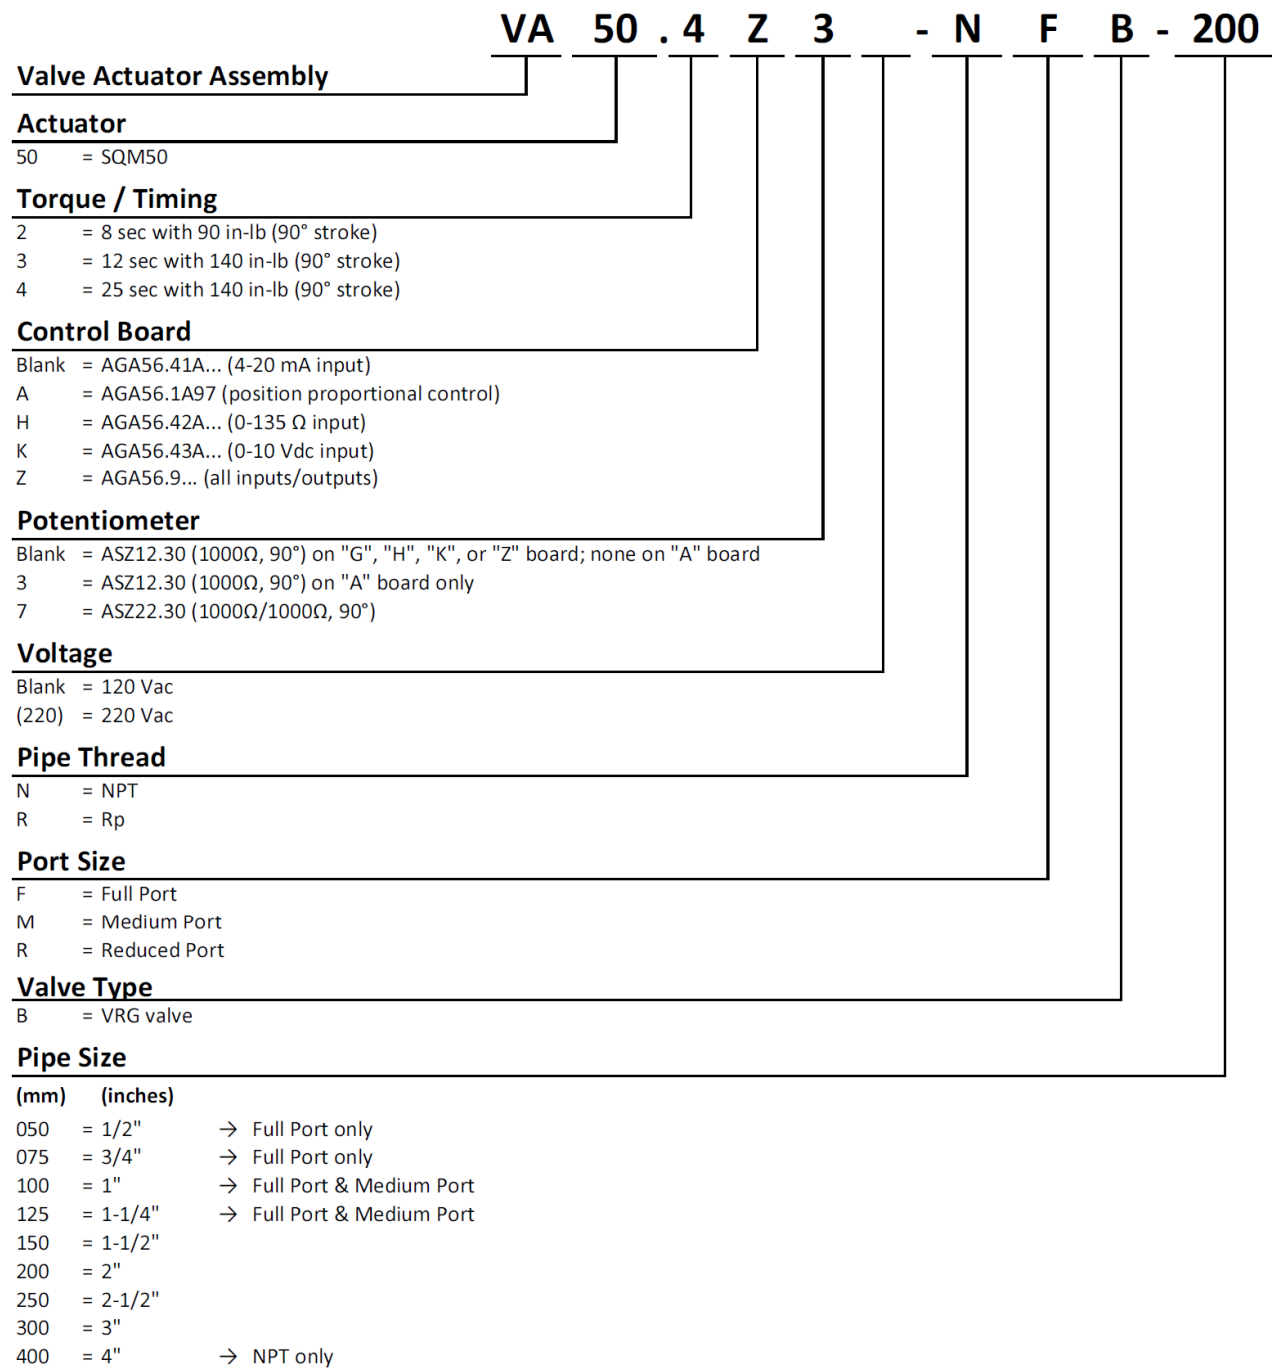 VA 50 . 4 Z 3 - N F B - 200
Valve Actuator Assembly
Actuator
50 = SQM50
Torque / Timing
2 = 8 sec with 90 in-lb (90° stroke)
3 = 12 sec with 140 in-lb (90° stroke)
4 = 25 sec with 140 in-lb (90° stroke)
Control Board
Blank = AGA56.41A... (4-20 mA input)
A = AGA56.1A97 (position proportional control)
H = AGA56.42A... (0-135 Ω input)
K = AGA56.43A... (0-10 Vdc input)
Z = AGA56.9... (all inputs/outputs)
Potentiometer
Blank = ASZ12.30 (1000Ω, 90°) on "G", "H", "K", or "Z" board; none on "A" board
3 = ASZ12.30 (1000Ω, 90°) on "A" board only
7 = ASZ22.30 (1000Ω/1000Ω, 90°)
Voltage
Blank = 120 Vac
(220) = 220 Vac
Pipe Thread
N = NPT
R = Rp
Port Size
F = Full Port
M = Medium Port
R = Reduced Port
Valve Type
B = VRG valve
Pipe Size
(mm) (inches)
050 = 1/2" → Full Port only
075 = 3/4" → Full Port only
100 = 1" → Full Port & Medium Port
125 = 1-1/4" → Full Port & Medium Port
150 = 1-1/2"
200 = 2"
250 = 2-1/2"
300 = 3"
400 = 4" → NPT only